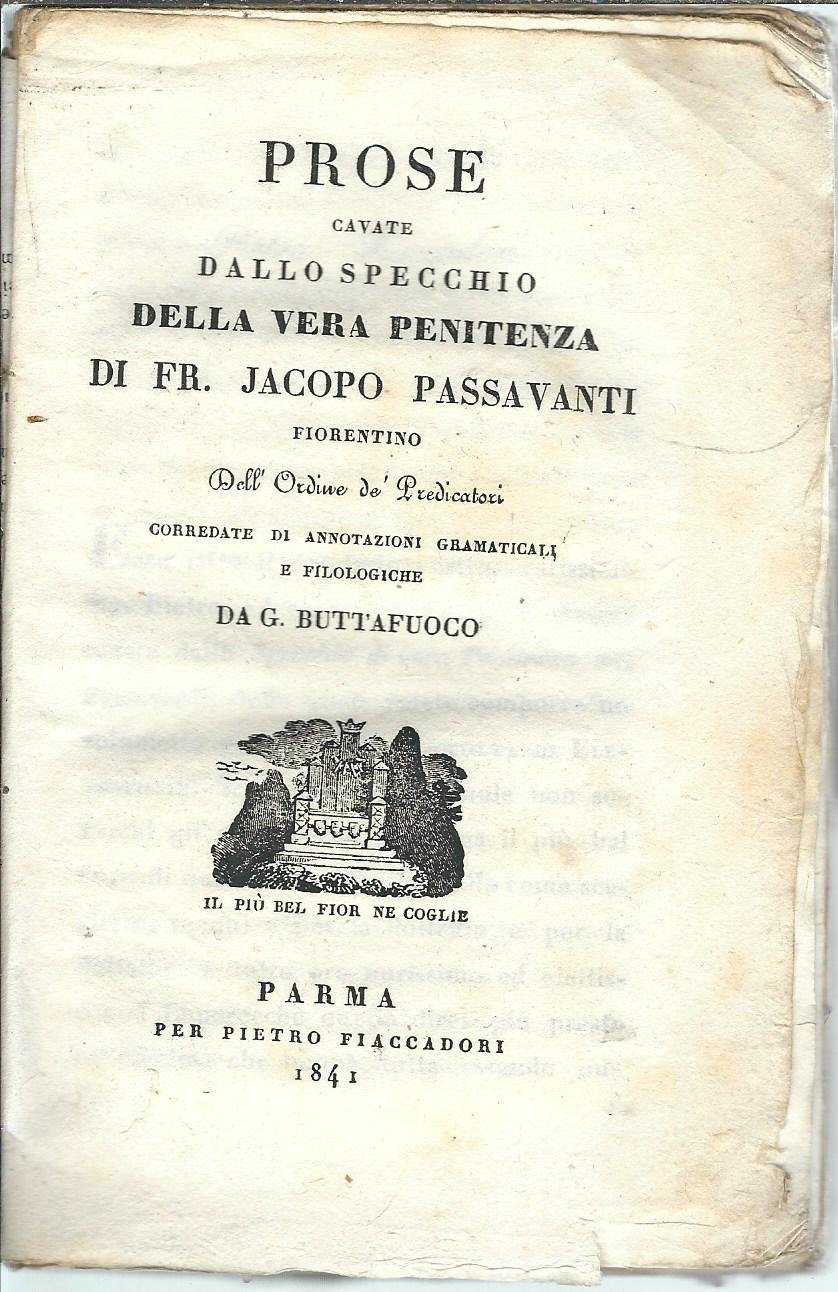 PROSE
CAVATE
DALLO SPECCHIO
DELLA VERA PENITENZA
DI FR. JACOPO PASSAVANTI
FIORENTINO
Dell' Ordine de' Predicatori
CORREDATE DI ANNOTAZIONI GRAMATICALI
E FILOLOGICHE
DA G. BUTTAFUOCO
IL PIÙ BEL FIOR NE COGLIE
PARMA
PER PIETRO FIACCADORI
1841